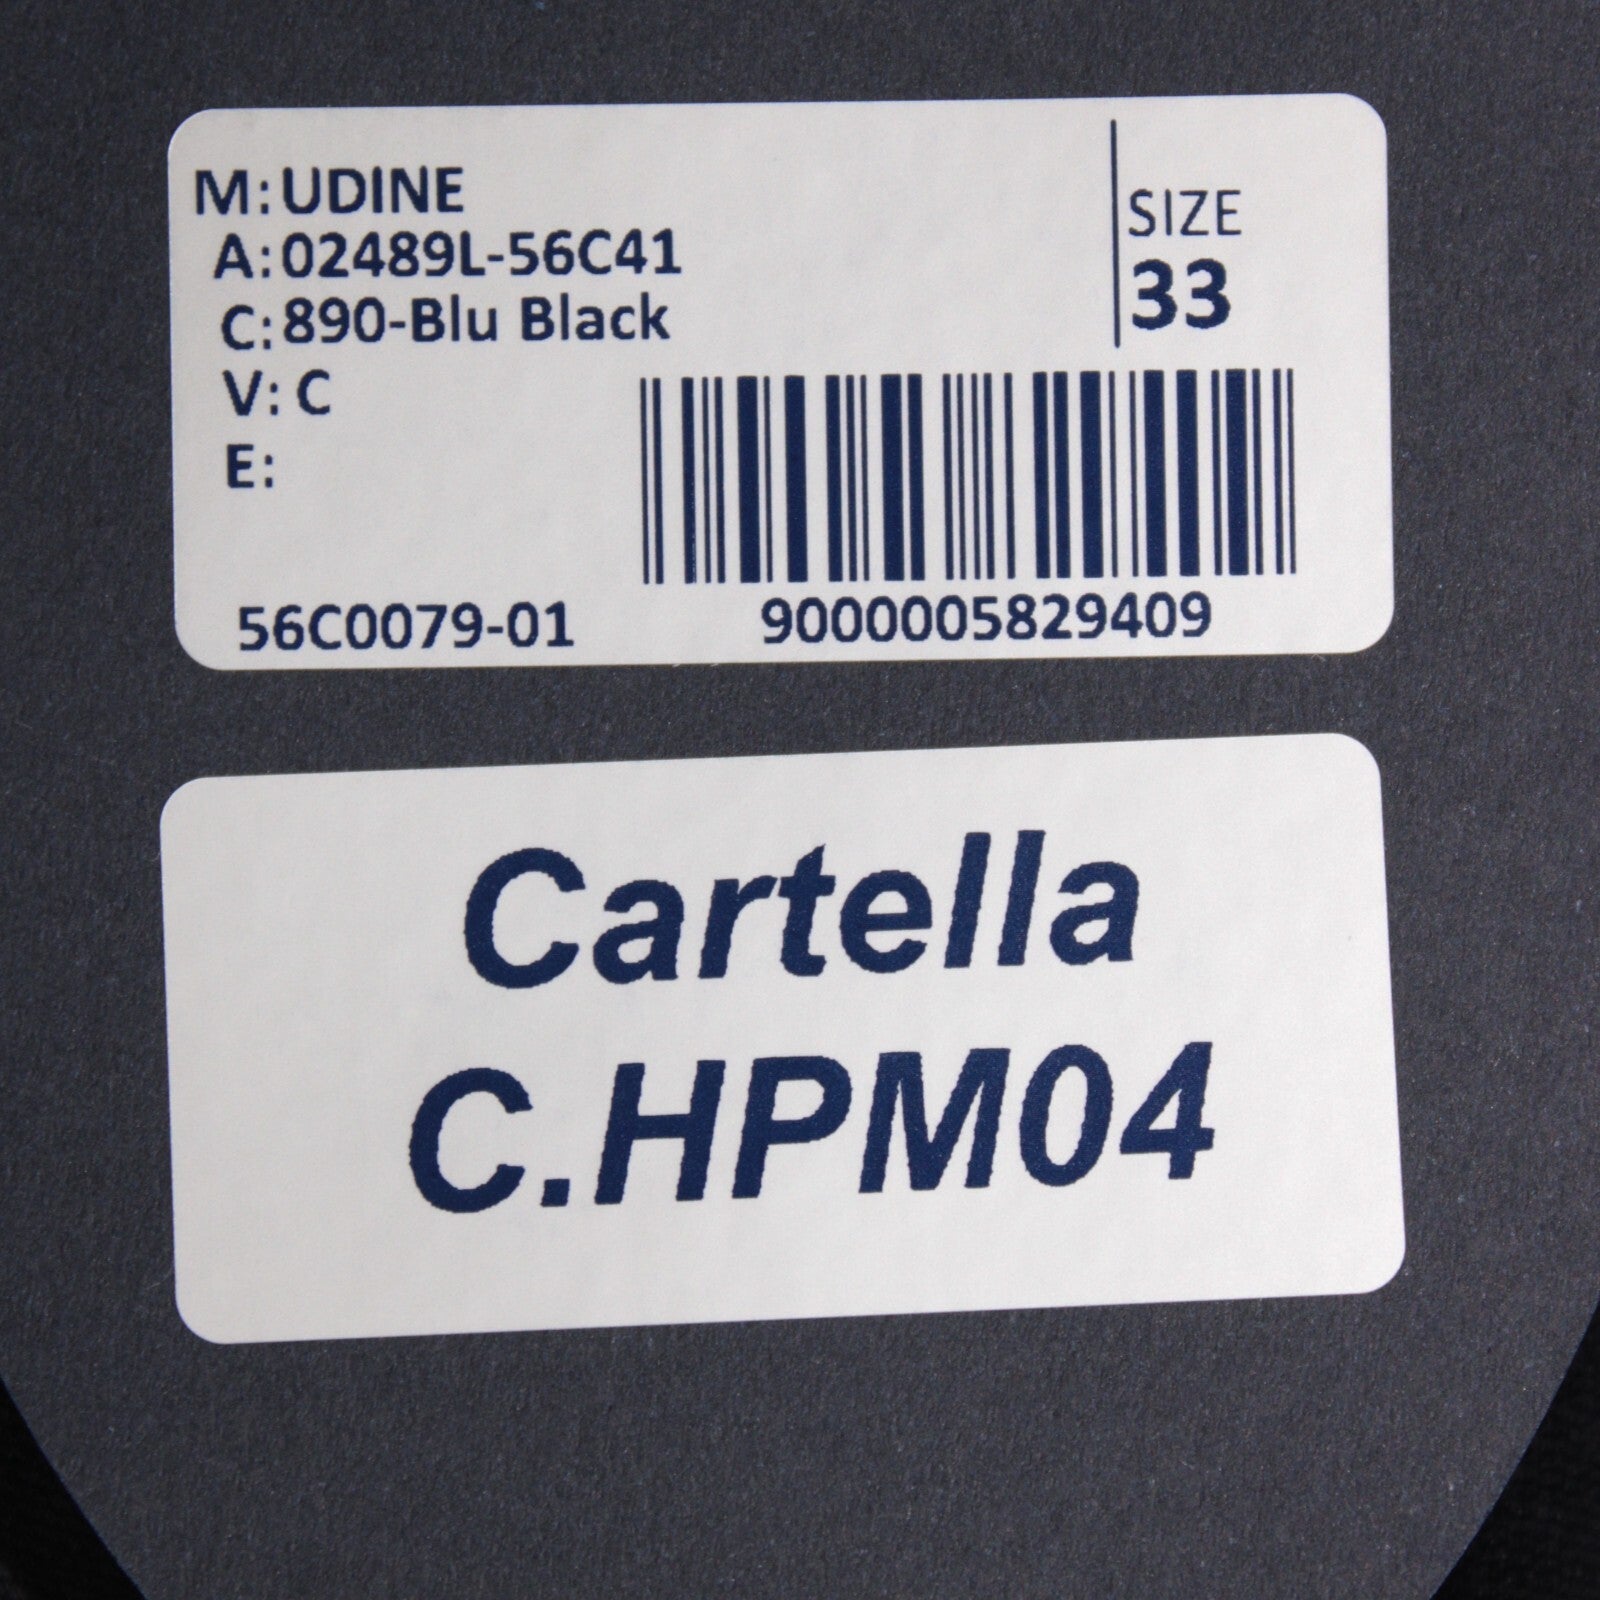 M: UDINE
A: 02489L-56C41
C: 890-Blu Black
V: C
E:
SIZE
33
56C0079-01
9000005829409
Cartella
C.HPM04